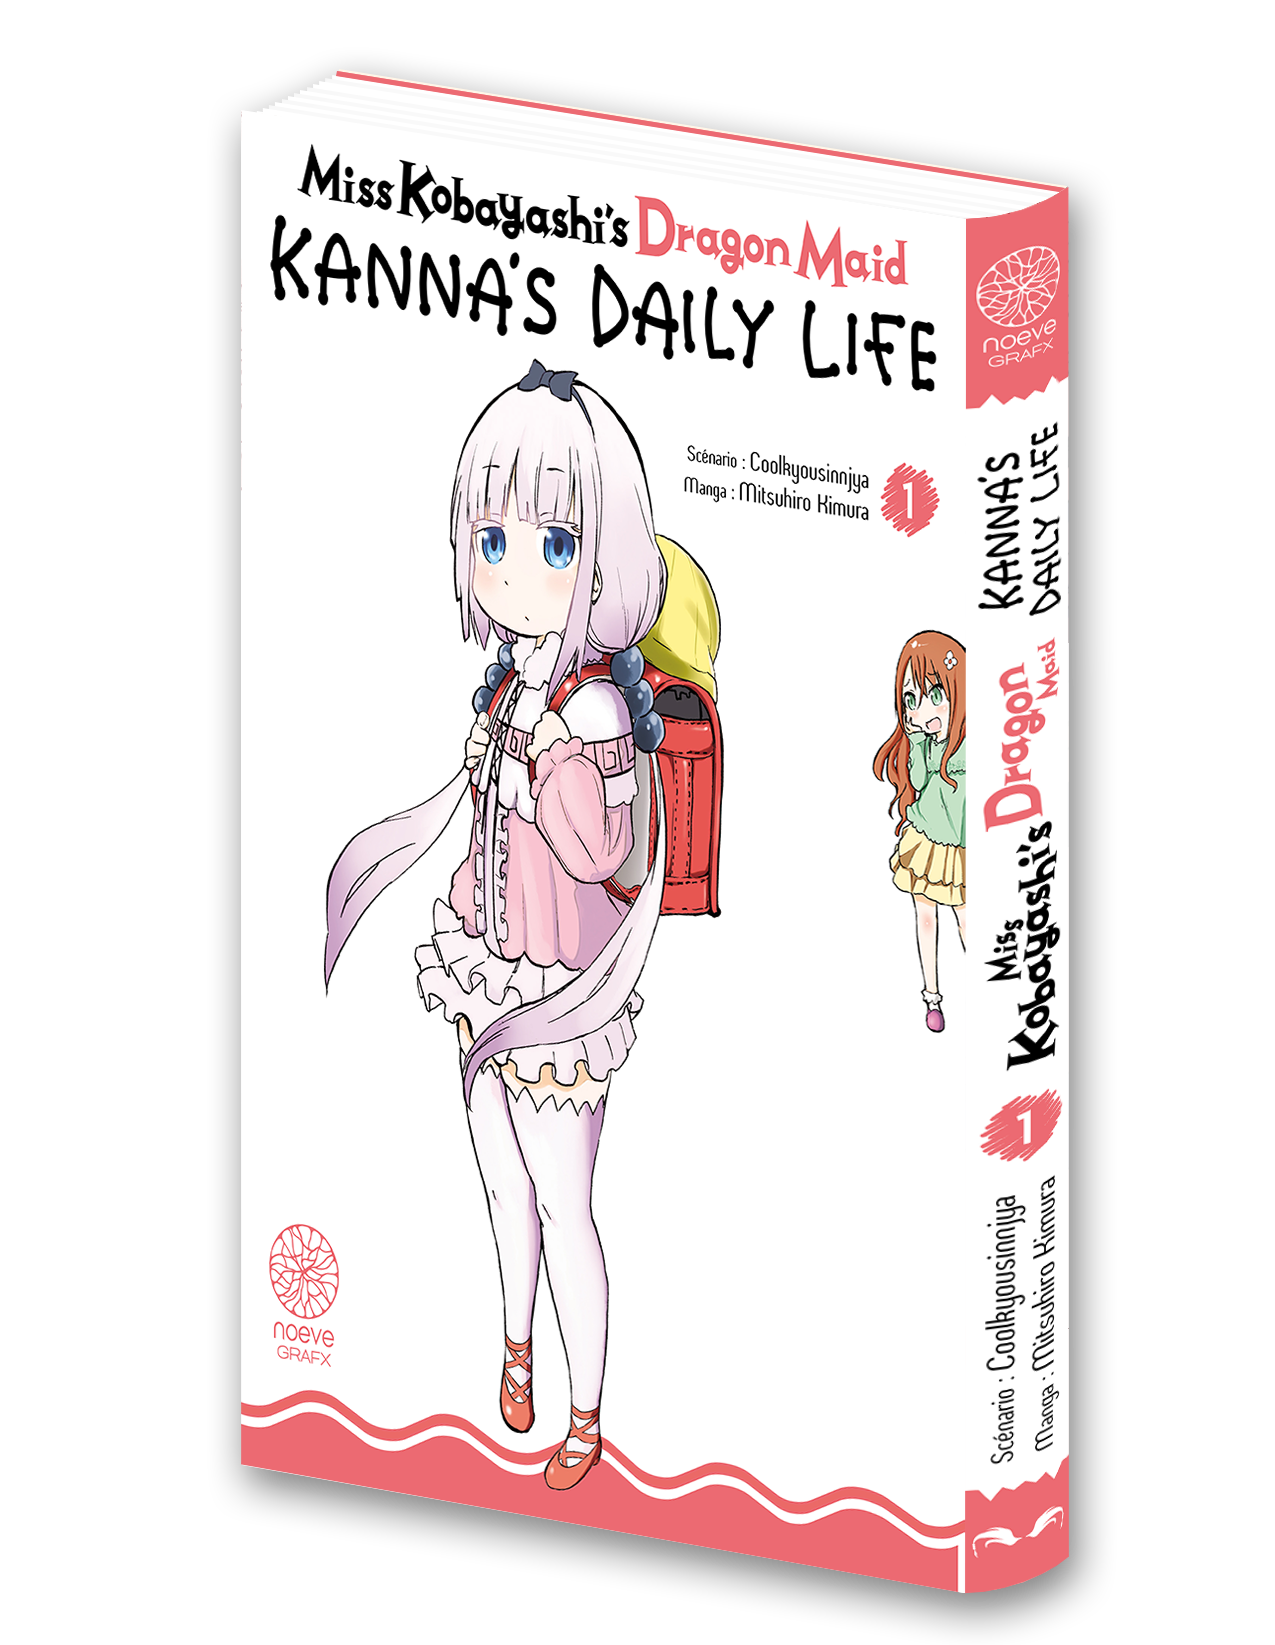 Miss Kobayashi's Dragon Maid
KANNA'S DAILY LIFE
Scénario : Coolkyousinnjya
Manga : Mitsuhiro Kimura
1
noeve
GRAFX
noeve
GRAFX
KANNA'S
DAILY LIFE
Miss
Kobayashi's
Dragon
Maid
1
Scénario : Coolkyousinnjya
Manga : Mitsuhiro Kimura